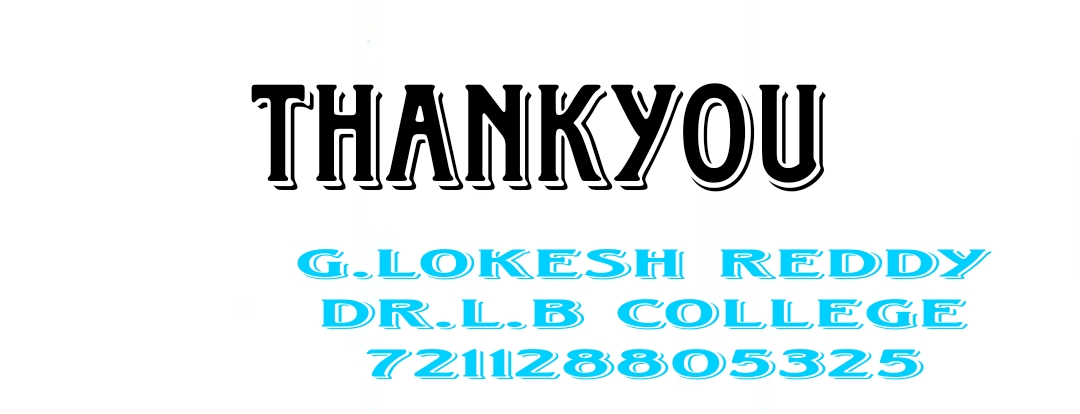 THANKYOU
G.LOKESH REDDY
DR.L.B COLLEGE
721128805325